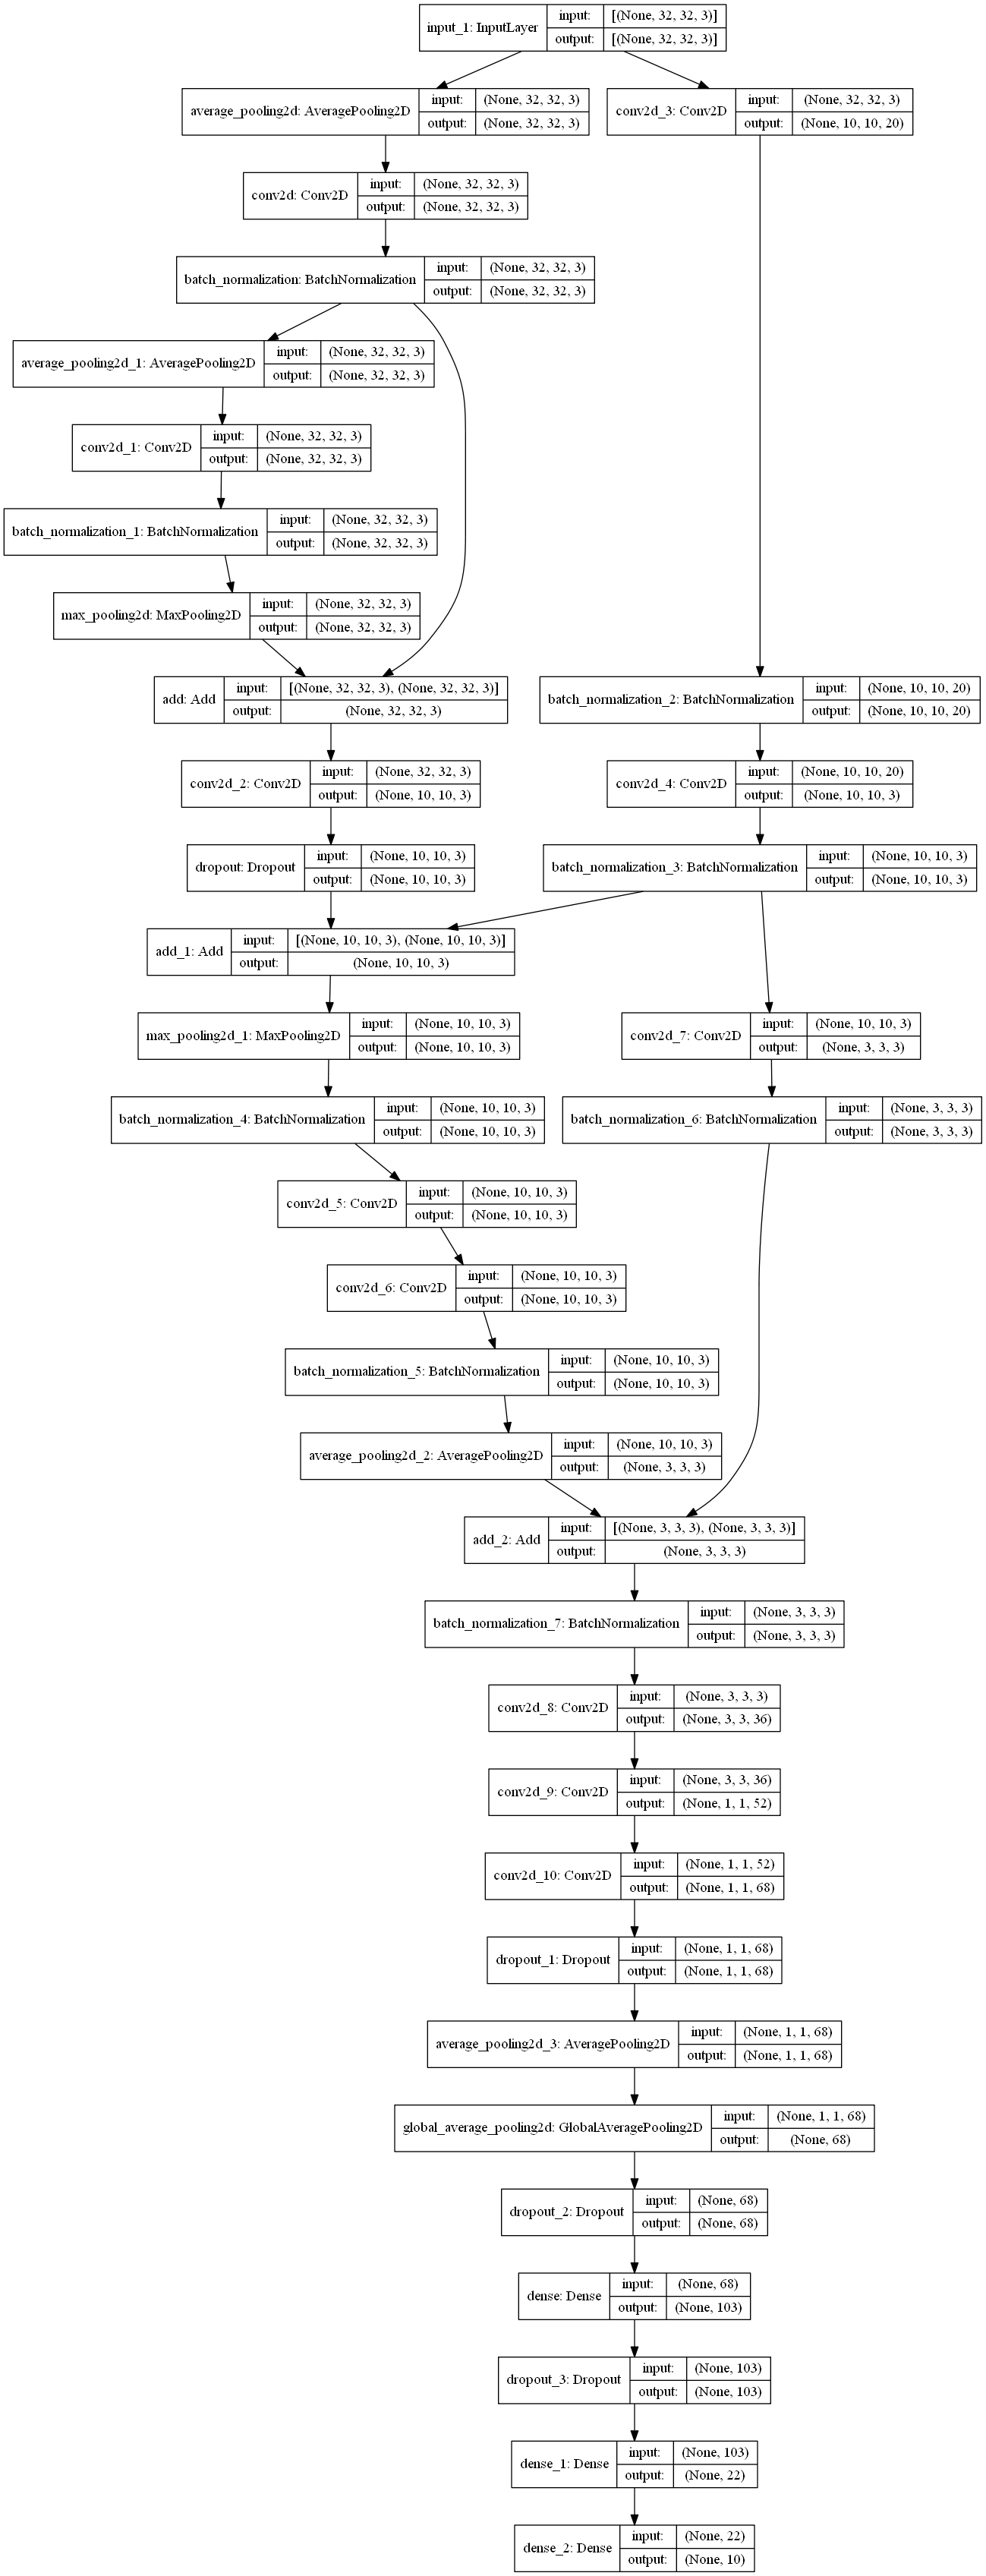 input_1: InputLayer
input: [(None, 32, 32, 3)]
output: [(None, 32, 32, 3)]
average_pooling2d: AveragePooling2D
input: (None, 32, 32, 3)
output: (None, 32, 32, 3)
conv2d_3: Conv2D
input: (None, 32, 32, 3)
output: (None, 10, 10, 20)
conv2d: Conv2D
input: (None, 32, 32, 3)
output: (None, 32, 32, 3)
batch_normalization: BatchNormalization
input: (None, 32, 32, 3)
output: (None, 32, 32, 3)
average_pooling2d_1: AveragePooling2D
input: (None, 32, 32, 3)
output: (None, 32, 32, 3)
conv2d_1: Conv2D
input: (None, 32, 32, 3)
output: (None, 32, 32, 3)
batch_normalization_1: BatchNormalization
input: (None, 32, 32, 3)
output: (None, 32, 32, 3)
max_pooling2d: MaxPooling2D
input: (None, 32, 32, 3)
output: (None, 32, 32, 3)
add: Add
input: [(None, 32, 32, 3), (None, 32, 32, 3)]
output: (None, 32, 32, 3)
batch_normalization_2: BatchNormalization
input: (None, 10, 10, 20)
output: (None, 10, 10, 20)
conv2d_2: Conv2D
input: (None, 32, 32, 3)
output: (None, 10, 10, 3)
conv2d_4: Conv2D
input: (None, 10, 10, 20)
output: (None, 10, 10, 3)
dropout: Dropout
input: (None, 10, 10, 3)
output: (None, 10, 10, 3)
batch_normalization_3: BatchNormalization
input: (None, 10, 10, 3)
output: (None, 10, 10, 3)
add_1: Add
input: [(None, 10, 10, 3), (None, 10, 10, 3)]
output: (None, 10, 10, 3)
max_pooling2d_1: MaxPooling2D
input: (None, 10, 10, 3)
output: (None, 10, 10, 3)
conv2d_7: Conv2D
input: (None, 10, 10, 3)
output: (None, 3, 3, 3)
batch_normalization_4: BatchNormalization
input: (None, 10, 10, 3)
output: (None, 10, 10, 3)
batch_normalization_6: BatchNormalization
input: (None, 3, 3, 3)
output: (None, 3, 3, 3)
conv2d_5: Conv2D
input: (None, 10, 10, 3)
output: (None, 10, 10, 3)
conv2d_6: Conv2D
input: (None, 10, 10, 3)
output: (None, 10, 10, 3)
batch_normalization_5: BatchNormalization
input: (None, 10, 10, 3)
output: (None, 10, 10, 3)
average_pooling2d_2: AveragePooling2D
input: (None, 10, 10, 3)
output: (None, 3, 3, 3)
add_2: Add
input: [(None, 3, 3, 3), (None, 3, 3, 3)]
output: (None, 3, 3, 3)
batch_normalization_7: BatchNormalization
input: (None, 3, 3, 3)
output: (None, 3, 3, 3)
conv2d_8: Conv2D
input: (None, 3, 3, 3)
output: (None, 3, 3, 36)
conv2d_9: Conv2D
input: (None, 3, 3, 36)
output: (None, 1, 1, 52)
conv2d_10: Conv2D
input: (None, 1, 1, 52)
output: (None, 1, 1, 68)
dropout_1: Dropout
input: (None, 1, 1, 68)
output: (None, 1, 1, 68)
average_pooling2d_3: AveragePooling2D
input: (None, 1, 1, 68)
output: (None, 1, 1, 68)
global_average_pooling2d: GlobalAveragePooling2D
input: (None, 1, 1, 68)
output: (None, 68)
dropout_2: Dropout
input: (None, 68)
output: (None, 68)
dense: Dense
input: (None, 68)
output: (None, 103)
dropout_3: Dropout
input: (None, 103)
output: (None, 103)
dense_1: Dense
input: (None, 103)
output: (None, 22)
dense_2: Dense
input: (None, 22)
output: (None, 10)